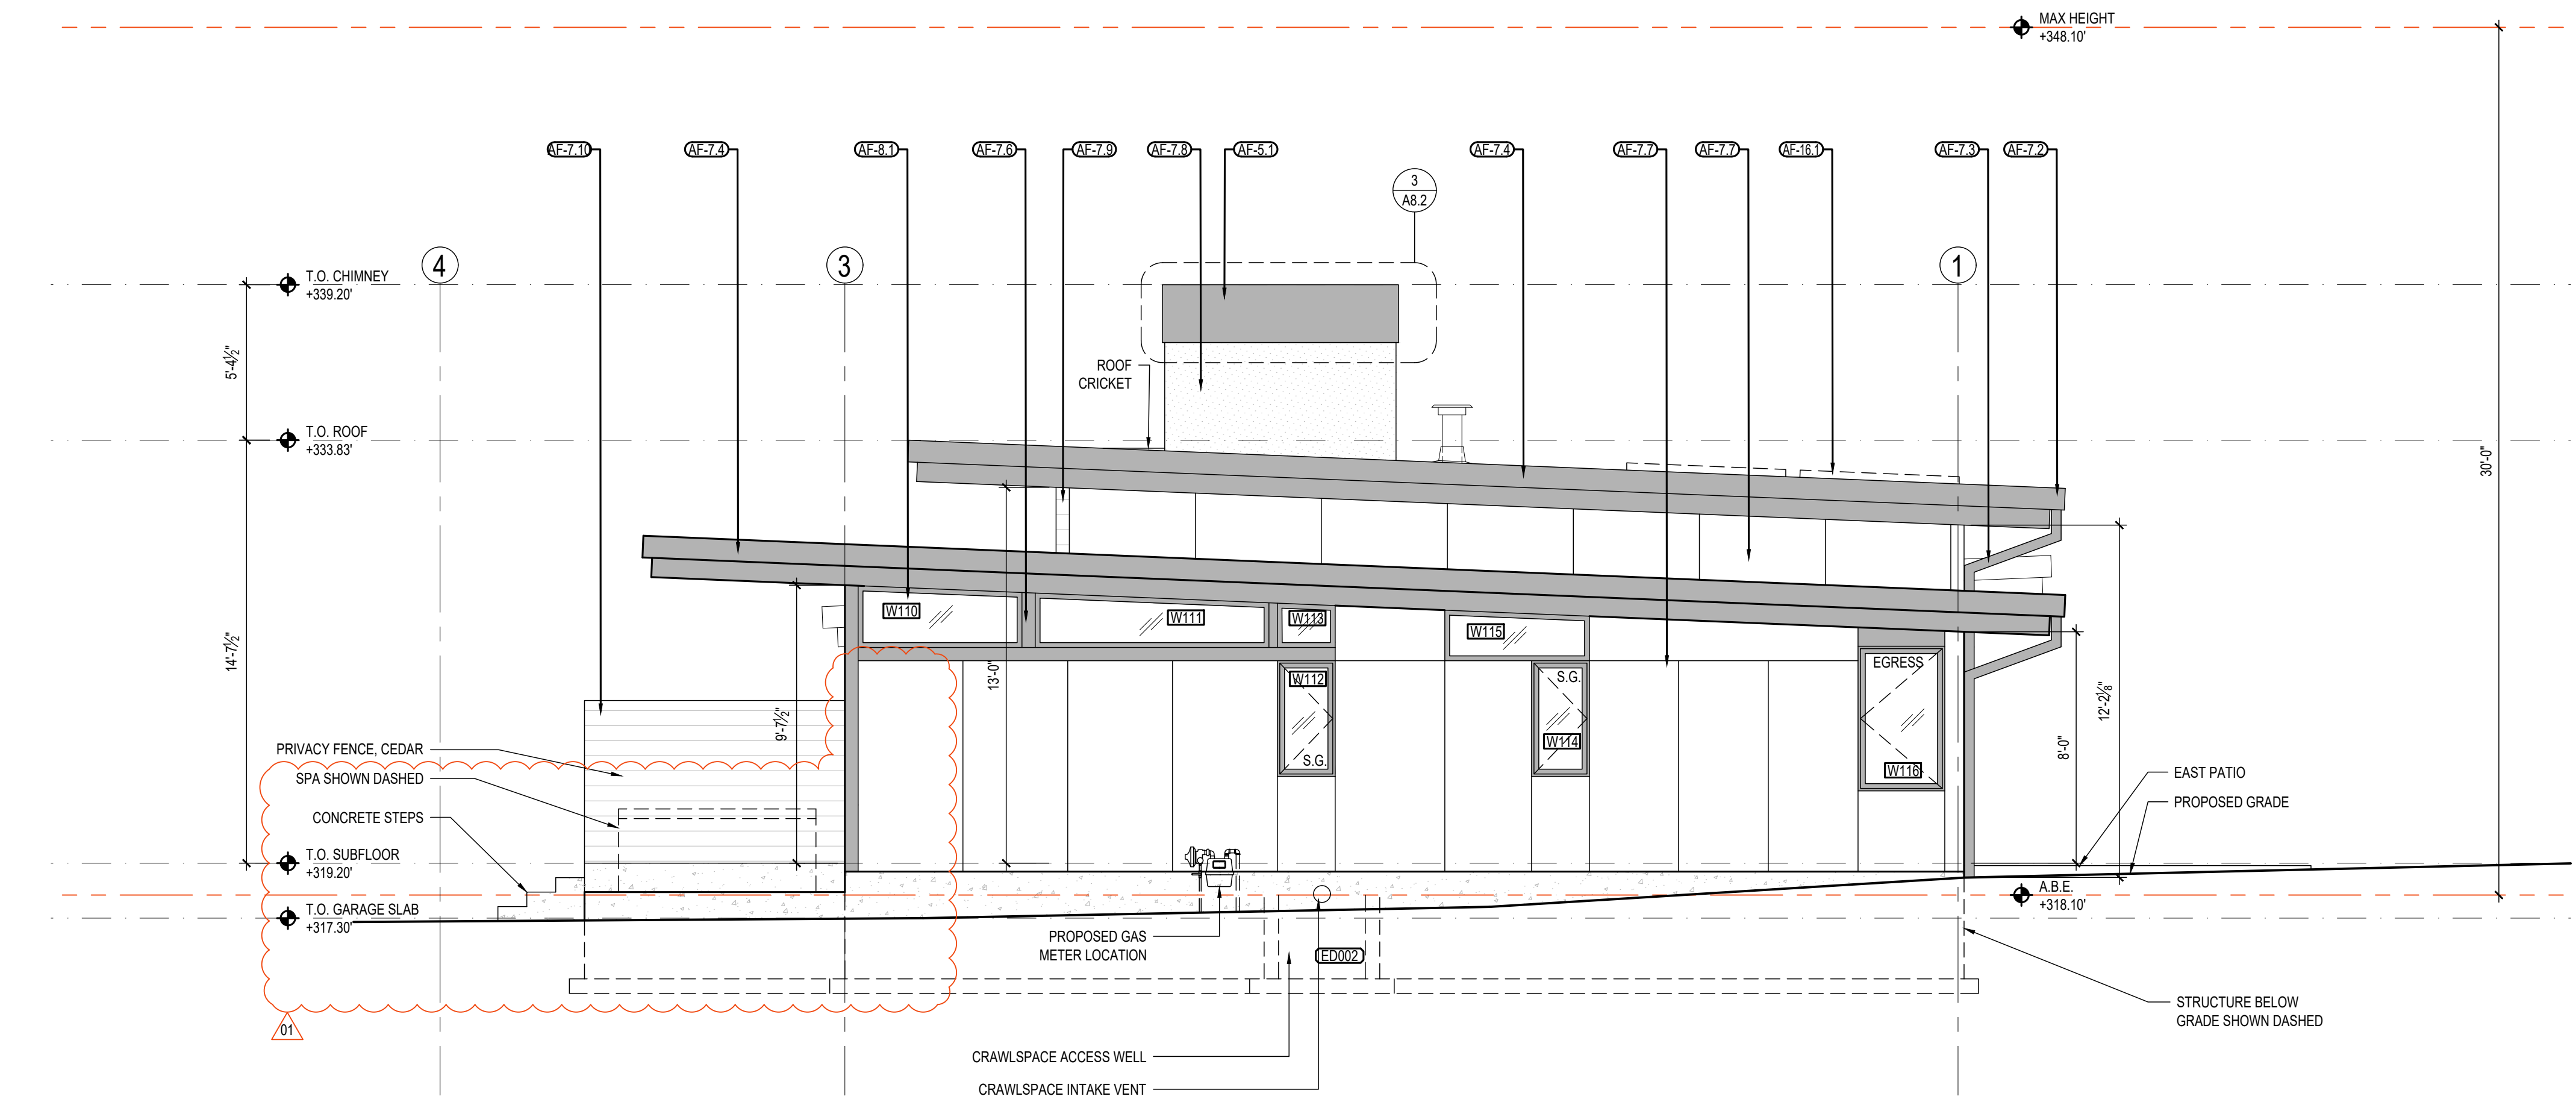 MAX HEIGHT
+348.10'
AF-7.10
AF-7.4
AF-8.1
AF-7.6
AF-7.9
AF-7.8
AF-5.1
AF-7.4
AF-7.7
AF-7.7
AF-16.1
AF-7.3
AF-7.2
3
A8.2
4
3
1
T.O. CHIMNEY
+339.20'
5'-4½"
ROOF
CRICKET
T.O. ROOF
+333.83'
30'-0"
14'-7½"
W110
W111
W113
W115
13'-0"
9'-7½"
W112
S.G.
S.G.
W114
EGRESS
W116
12'-2⅛"
8'-0"
PRIVACY FENCE, CEDAR
SPA SHOWN DASHED
CONCRETE STEPS
EAST PATIO
PROPOSED GRADE
T.O. SUBFLOOR
+319.20'
A.B.E.
+318.10'
T.O. GARAGE SLAB
+317.30'
PROPOSED GAS
METER LOCATION
ED002
STRUCTURE BELOW
GRADE SHOWN DASHED
01
CRAWLSPACE ACCESS WELL
CRAWLSPACE INTAKE VENT